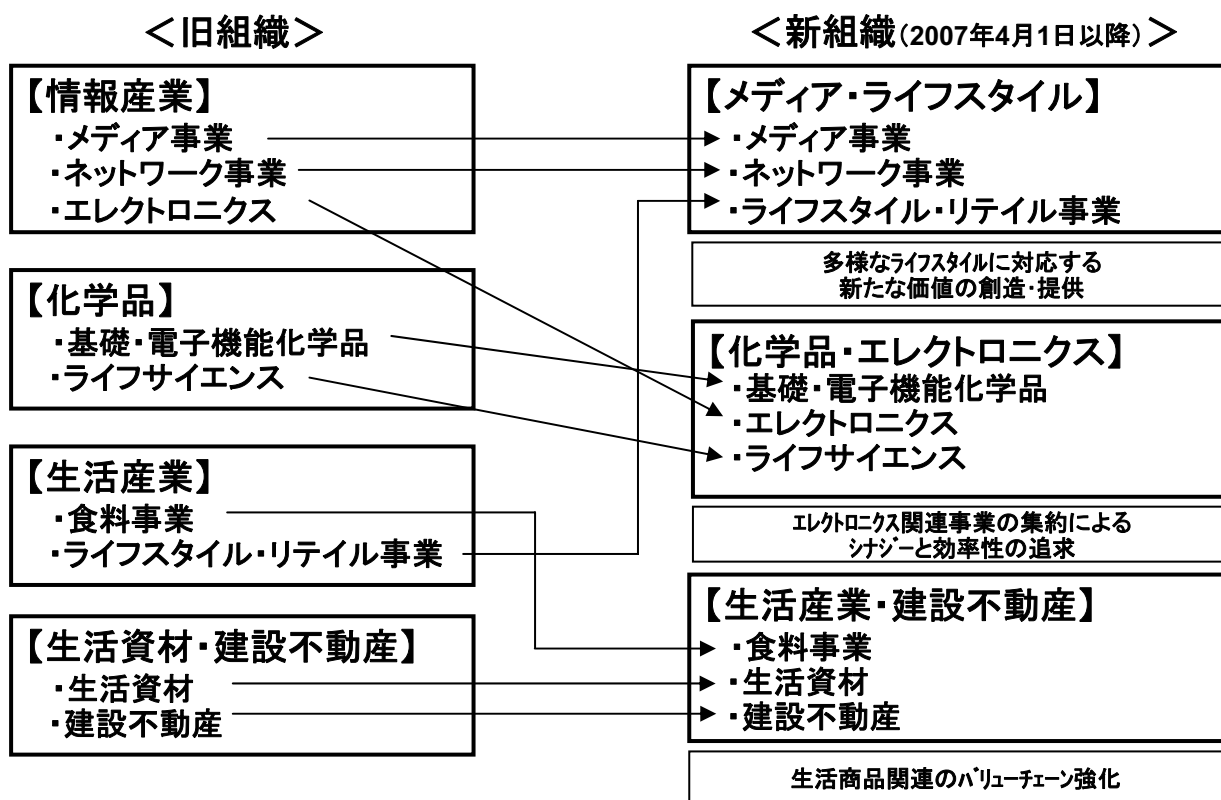 ＜旧組織＞
【情報産業】
・メディア事業
・ネットワーク事業
・エレクトロニクス
【化学品】
・基礎・電子機能化学品
・ライフサイエンス
【生活産業】
・食料事業
・ライフスタイル・リテイル事業
【生活資材・建設不動産】
・生活資材
・建設不動産
＜新組織（2007年4月1日以降）＞
【メディア・ライフスタイル】
・メディア事業
・ネットワーク事業
・ライフスタイル・リテイル事業
多様なﾗｲﾌｽﾀｲﾙに対応する
新たな価値の創造・提供
【化学品・エレクトロニクス】
・基礎・電子機能化学品
・エレクトロニクス
・ライフサイエンス
ｴﾚｸﾄﾛﾆｸｽ関連事業の集約による
ｼﾅｼﾞｰと効率性の追求
【生活産業・建設不動産】
・食料事業
・生活資材
・建設不動産
生活商品関連のﾊﾞﾘｭｰﾁｪｰﾝ強化